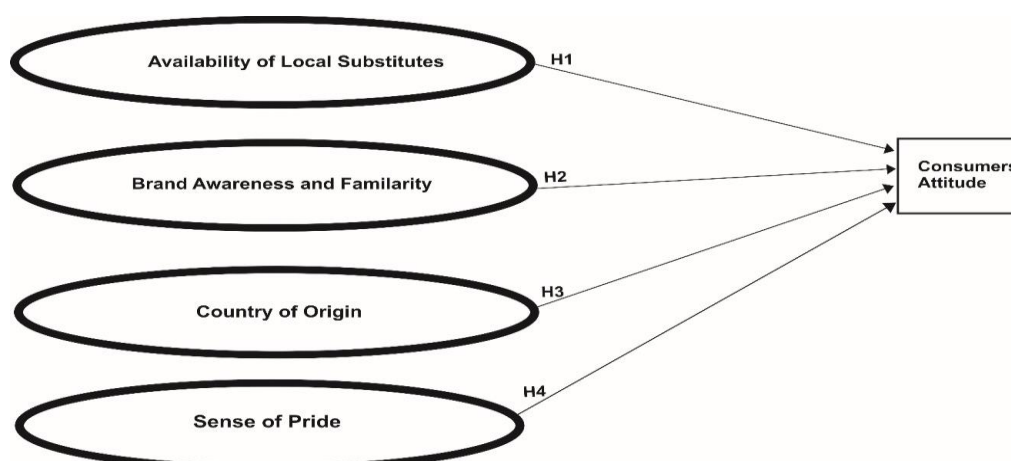 Availability of Local Substitutes
H1
Brand Awareness and Familarity
H2
Consumers
Attitude
Country of Origin
H3
Sense of Pride
H4